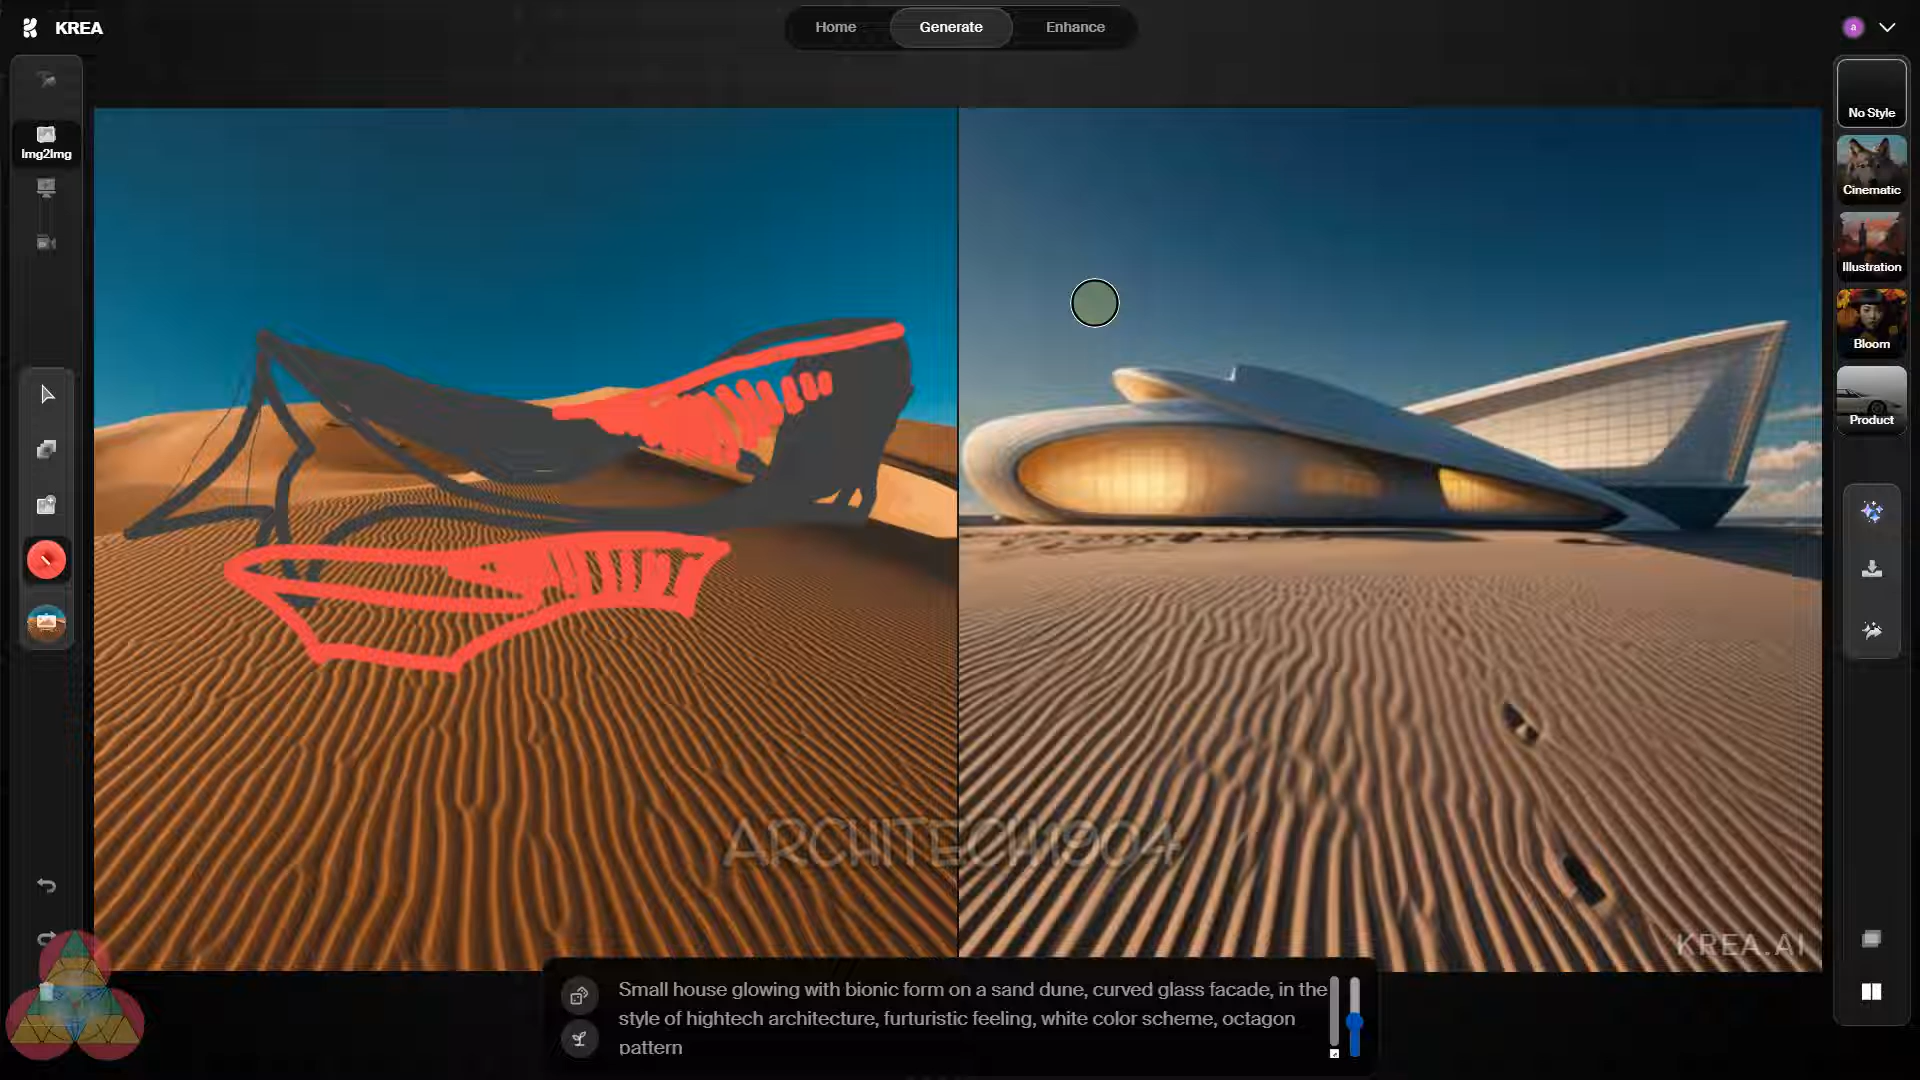 KREA
Home
Generate
Enhance
a
Img2Img
No Style
Cinematic
Illustration
Bloom
Product
ARCHITECH1904
KREA.AI
Small house glowing with bionic form on a sand dune, curved glass facade, in the
style of hightech architecture, furturistic feeling, white color scheme, octagon
pattern